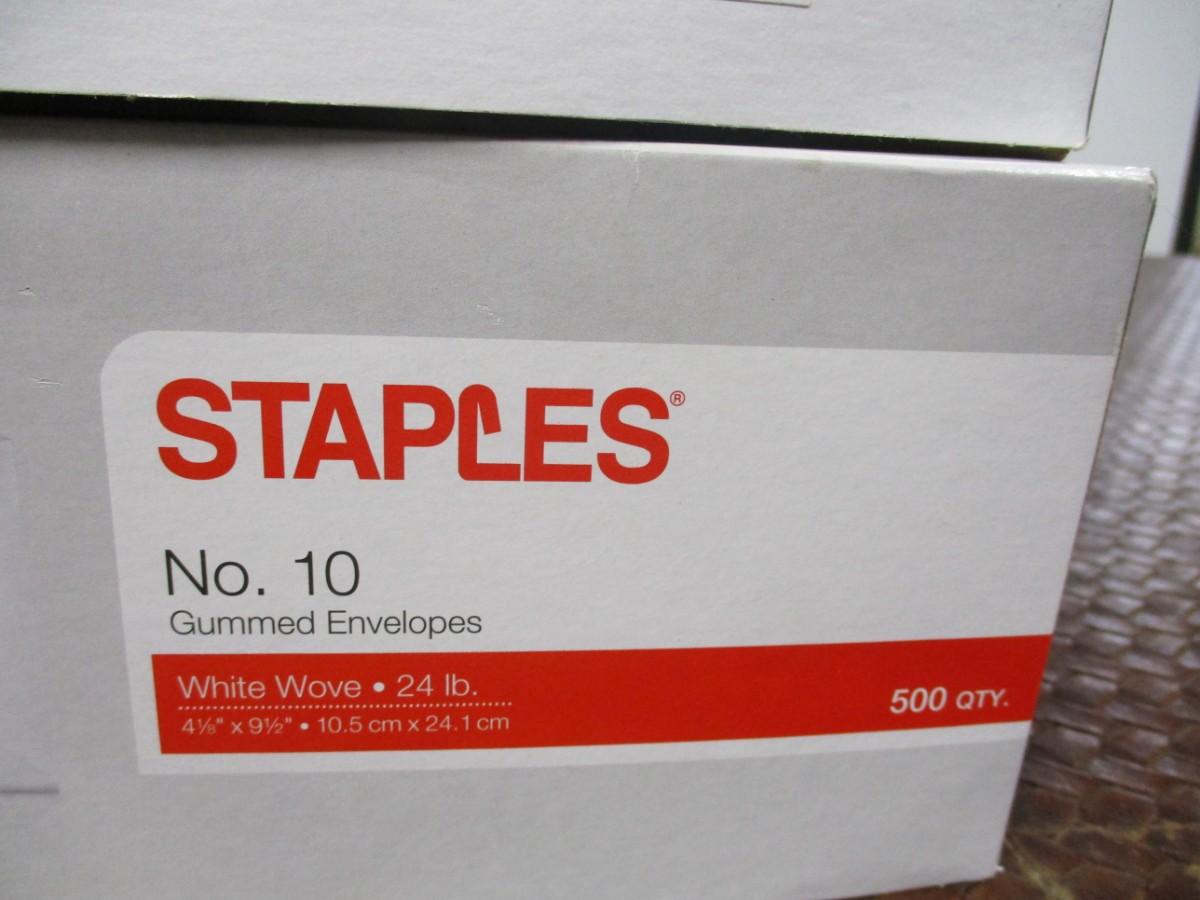 STAPLES®
No. 10
Gummed Envelopes
White Wove • 24 lb.
4⅛" x 9½" • 10.5 cm x 24.1 cm
500 QTY.